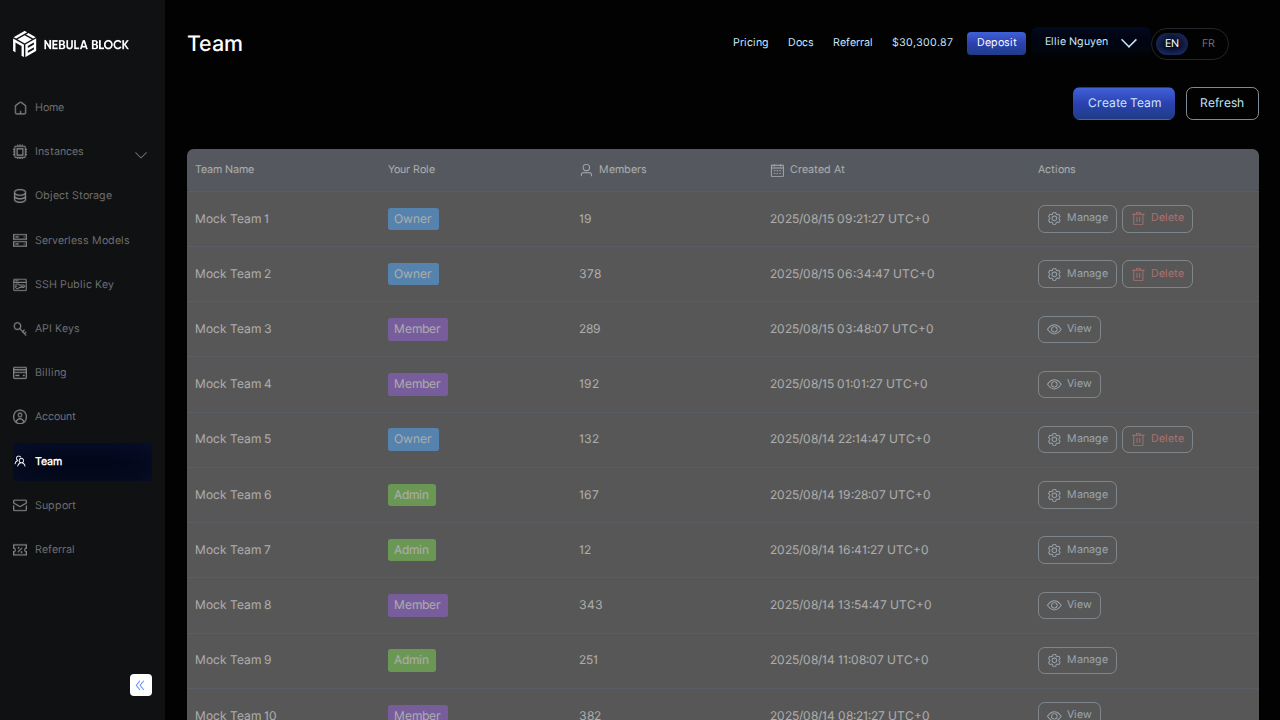 NEBULA BLOCK
Home
Instances
Object Storage
Serverless Models
SSH Public Key
API Keys
Billing
Account
Team
Support
Referral
Team
Pricing Docs Referral $30,300.87 Deposit Ellie Nguyen EN FR
Create Team Refresh
Team Name Your Role Members Created At Actions
Mock Team 1 Owner 19 2025/08/15 09:21:27 UTC+0 Manage Delete
Mock Team 2 Owner 378 2025/08/15 06:34:47 UTC+0 Manage Delete
Mock Team 3 Member 289 2025/08/15 03:48:07 UTC+0 View
Mock Team 4 Member 192 2025/08/15 01:01:27 UTC+0 View
Mock Team 5 Owner 132 2025/08/14 22:14:47 UTC+0 Manage Delete
Mock Team 6 Admin 167 2025/08/14 19:28:07 UTC+0 Manage
Mock Team 7 Admin 12 2025/08/14 16:41:27 UTC+0 Manage
Mock Team 8 Member 343 2025/08/14 13:54:47 UTC+0 View
Mock Team 9 Admin 251 2025/08/14 11:08:07 UTC+0 Manage
Mock Team 10 Member 382 2025/08/14 08:21:27 UTC+0 View